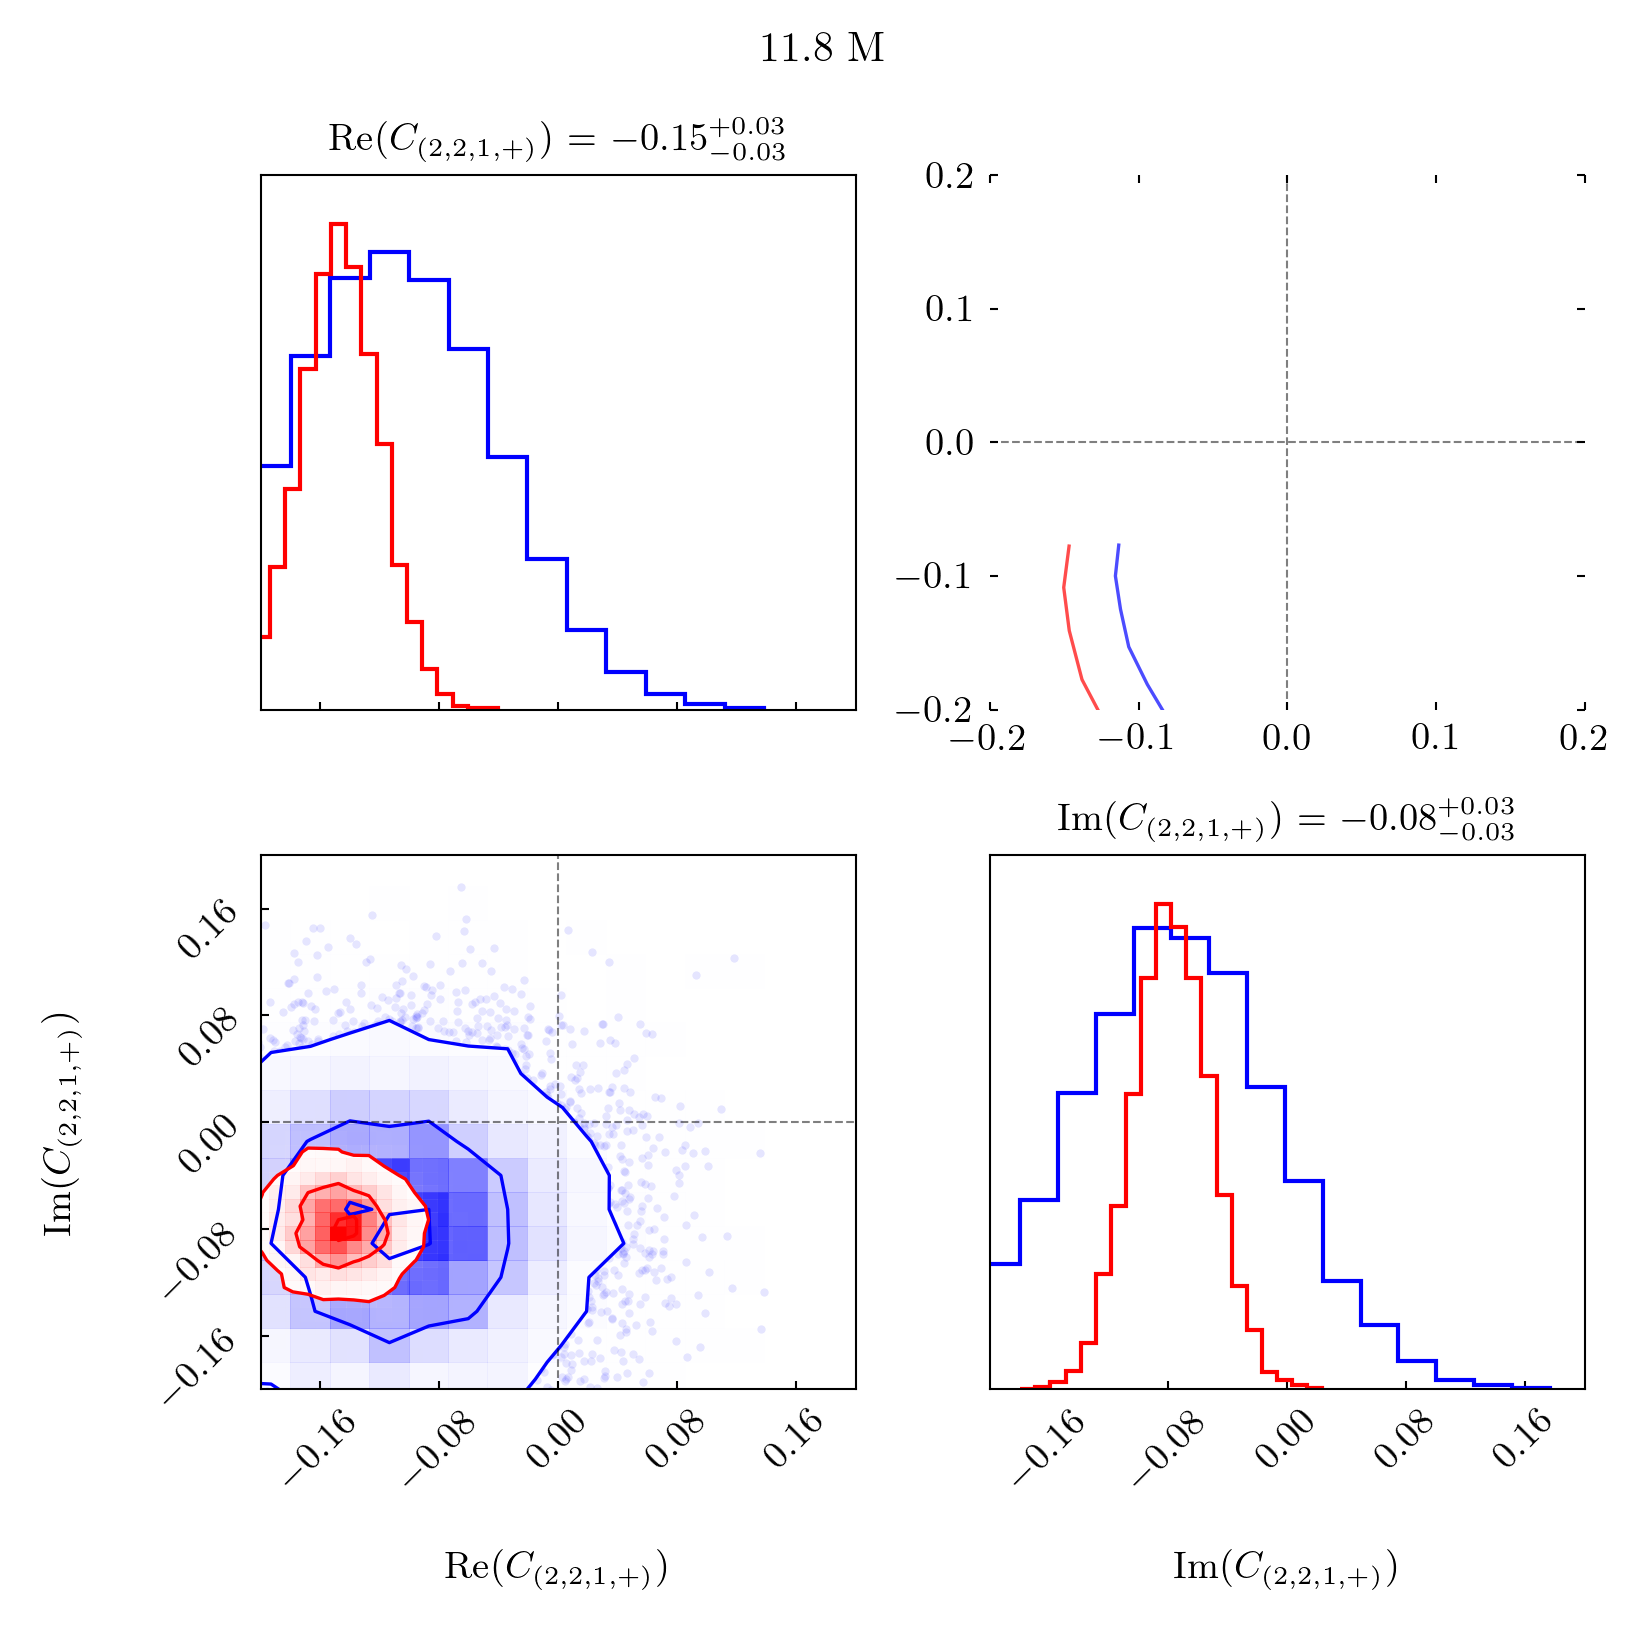 11.8 M
Re(C₍₂,₂,₁,₊₎) = −0.15 +0.03 −0.03
0.2
0.1
0.0
−0.1
−0.2
−0.2 −0.1 0.0 0.1 0.2
Im(C₍₂,₂,₁,₊₎) = −0.08 +0.03 −0.03
Im(C₍₂,₂,₁,₊₎)
0.16
0.08
0.00
−0.08
−0.16
−0.16 −0.08 0.00 0.08 0.16
−0.16 −0.08 0.00 0.08 0.16
Re(C₍₂,₂,₁,₊₎)
Im(C₍₂,₂,₁,₊₎)